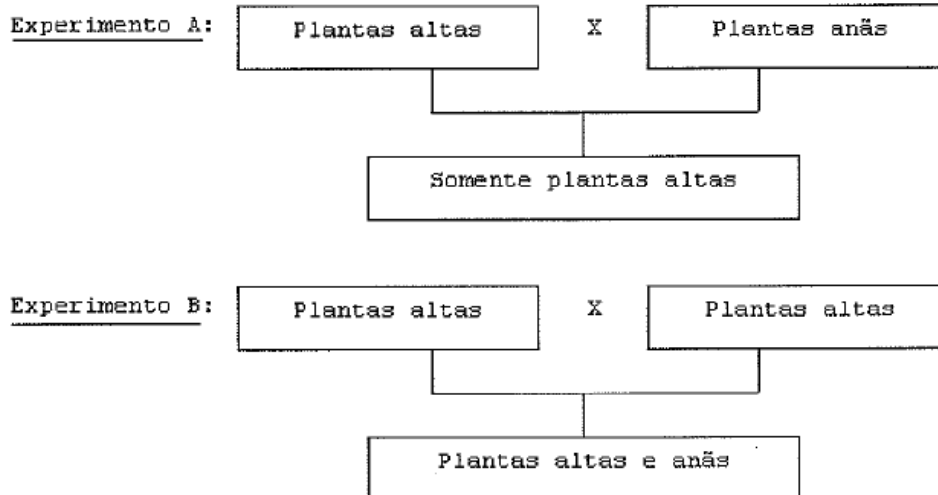 Experimento A: Plantas altas X Plantas anãs
Somente plantas altas
Experimento B: Plantas altas X Plantas altas
Plantas altas e anãs